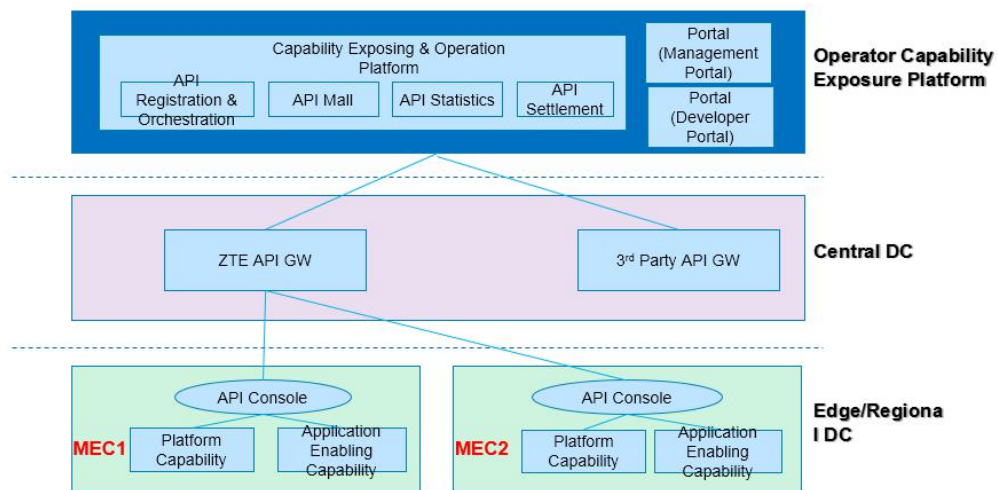 Capability Exposing & Operation
Platform
API
Registration &
Orchestration
API Mall
API Statistics
API
Settlement
Portal
(Management
Portal)
Portal
(Developer
Portal)
Operator Capability
Exposure Platform
ZTE API GW
3rd Party API GW
Central DC
API Console
MEC1
Platform
Capability
Application
Enabling
Capability
API Console
MEC2
Platform
Capability
Application
Enabling
Capability
Edge/Regiona
l DC